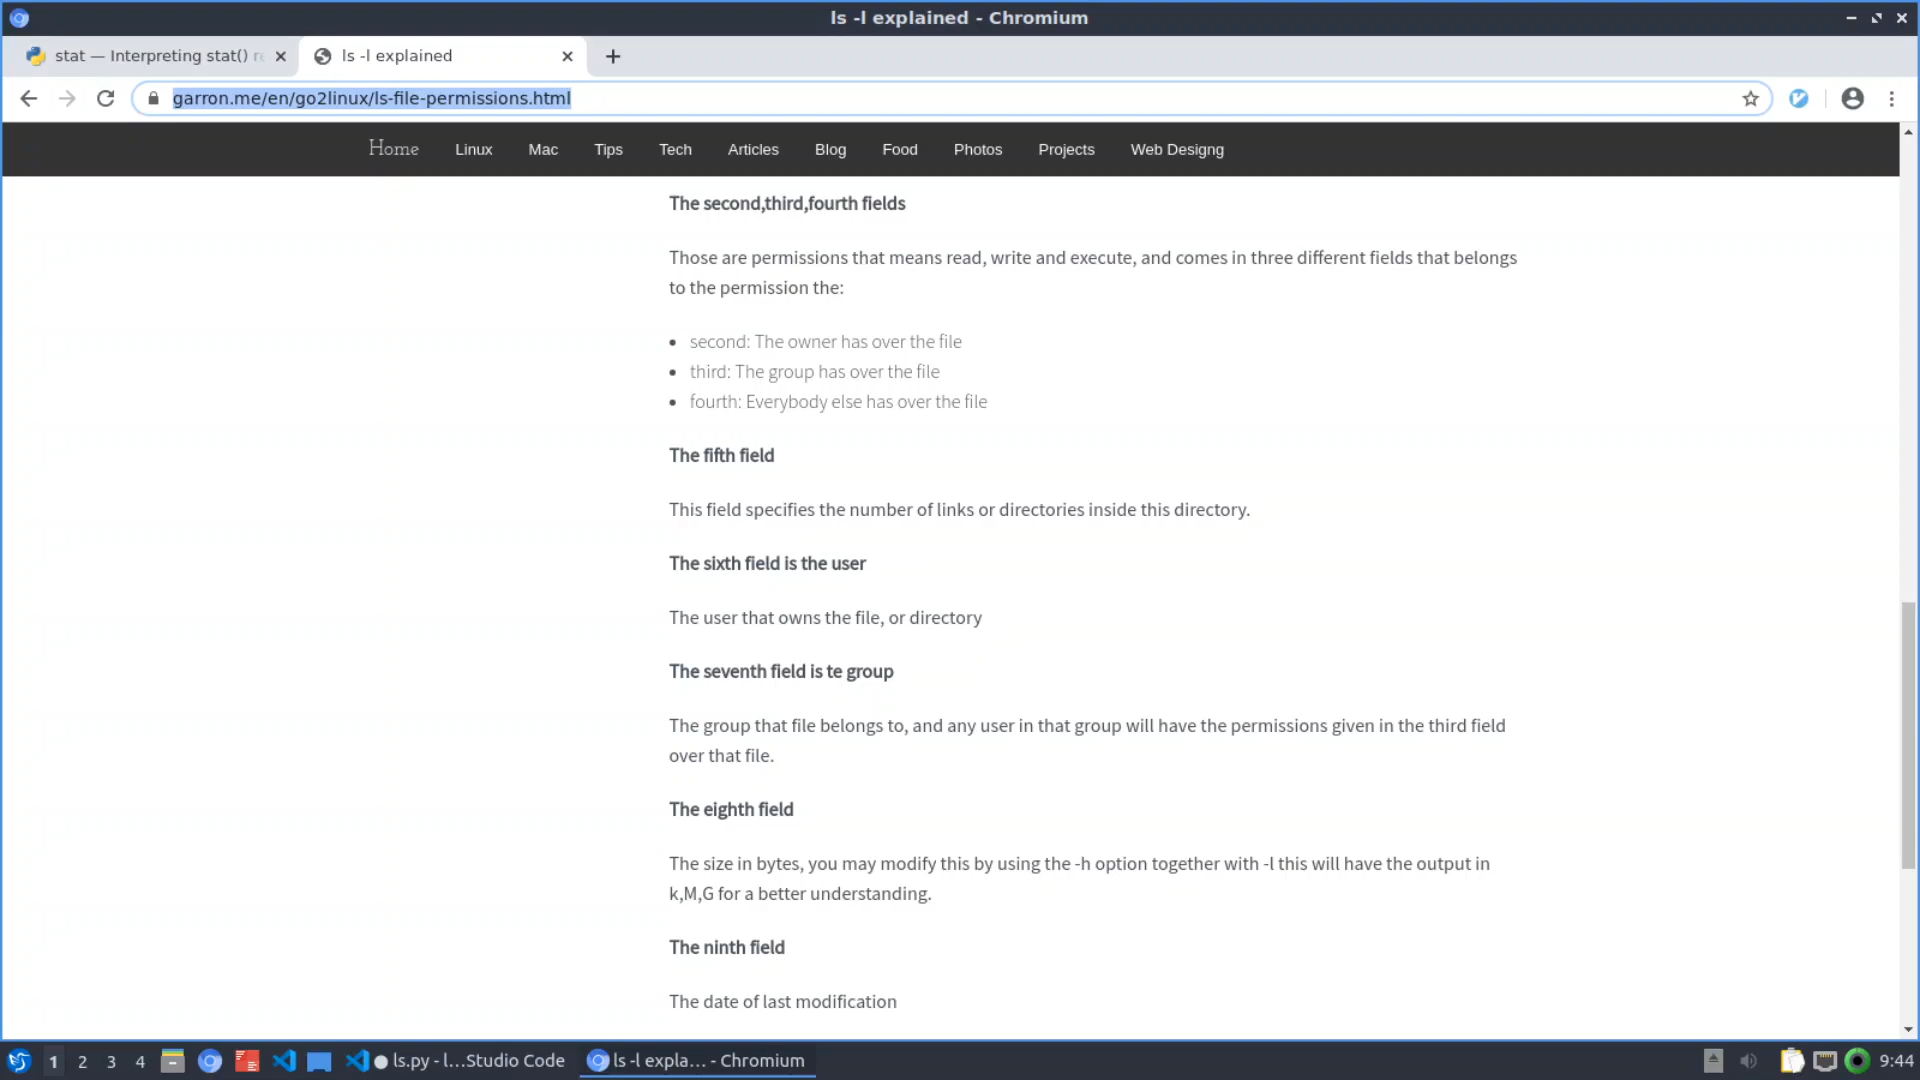 ls -l explained - Chromium
stat — Interpreting stat() re
ls -l explained
garron.me/en/go2linux/ls-file-permissions.html
Home Linux Mac Tips Tech Articles Blog Food Photos Projects Web Designg
The second,third,fourth fields
Those are permissions that means read, write and execute, and comes in three different fields that belongs
to the permission the:
second: The owner has over the file
third: The group has over the file
fourth: Everybody else has over the file
The fifth field
This field specifies the number of links or directories inside this directory.
The sixth field is the user
The user that owns the file, or directory
The seventh field is te group
The group that file belongs to, and any user in that group will have the permissions given in the third field
over that file.
The eighth field
The size in bytes, you may modify this by using the -h option together with -l this will have the output in
k,M,G for a better understanding.
The ninth field
The date of last modification
1 2 3 4 ls.py - l...Studio Code ls -l expla... - Chromium 9:44